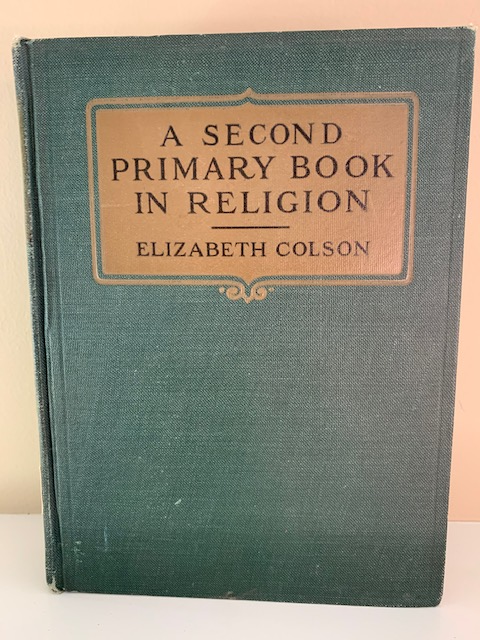 A SECOND
PRIMARY BOOK
IN RELIGION
ELIZABETH COLSON